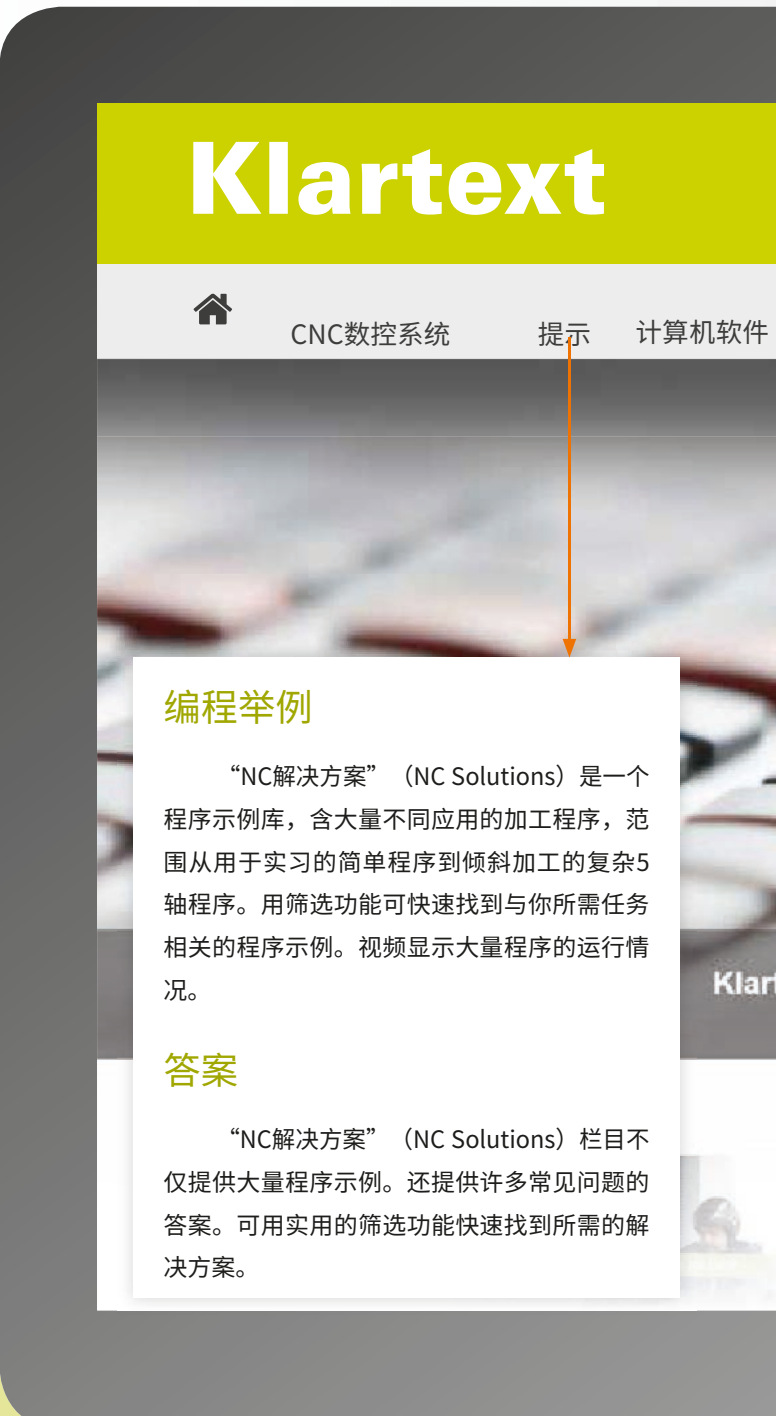 Klartext
CNC数控系统 提示 计算机软件
编程举例
“NC解决方案”（NC Solutions）是一个
程序示例库，含大量不同应用的加工程序，范
围从用于实习的简单程序到倾斜加工的复杂5
轴程序。用筛选功能可快速找到与你所需任务
相关的程序示例。视频显示大量程序的运行情
况。
Klart
答案
“NC解决方案”（NC Solutions）栏目不
仅提供大量程序示例。还提供许多常见问题的
答案。可用实用的筛选功能快速找到所需的解
决方案。